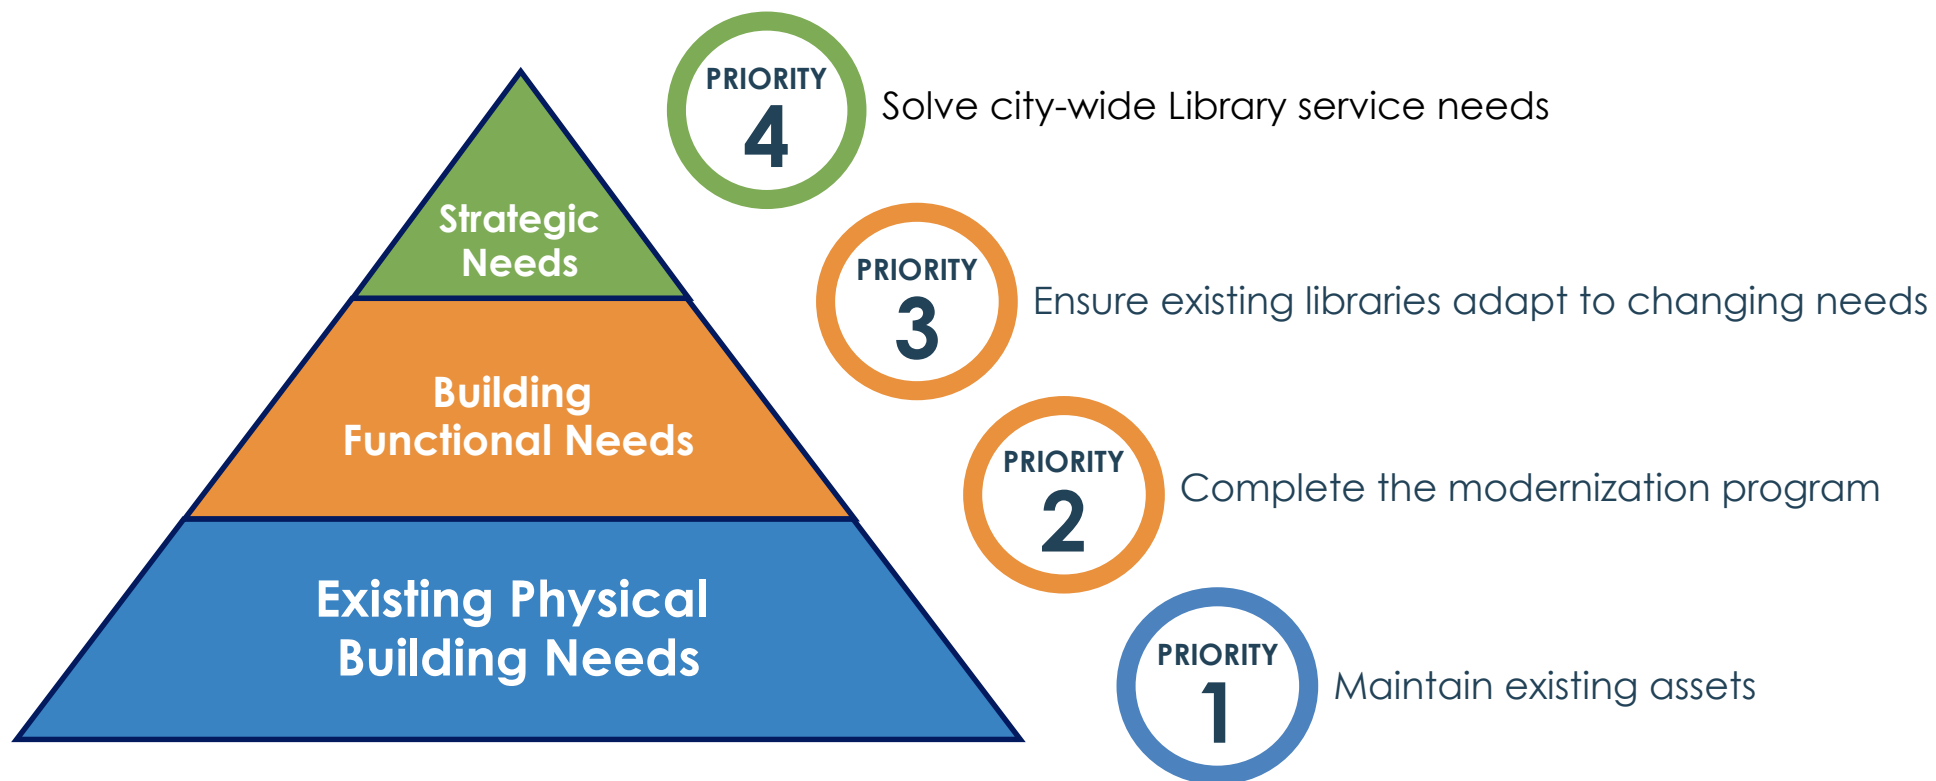 PRIORITY
4
Solve city-wide Library service needs
Strategic
Needs
PRIORITY
3
Ensure existing libraries adapt to changing needs
Building
Functional Needs
PRIORITY
2
Complete the modernization program
Existing Physical
Building Needs
PRIORITY
1
Maintain existing assets